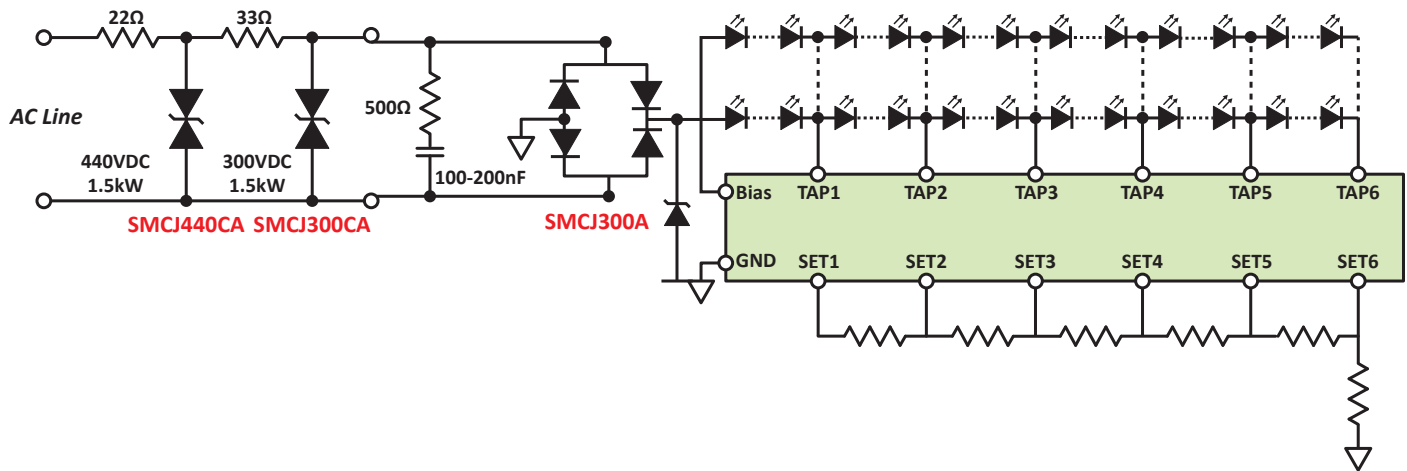 22Ω
33Ω
AC Line
440VDC
1.5kW
300VDC
1.5kW
SMCJ440CA
SMCJ300CA
500Ω
100-200nF
SMCJ300A
Bias
TAP1
TAP2
TAP3
TAP4
TAP5
TAP6
GND
SET1
SET2
SET3
SET4
SET5
SET6